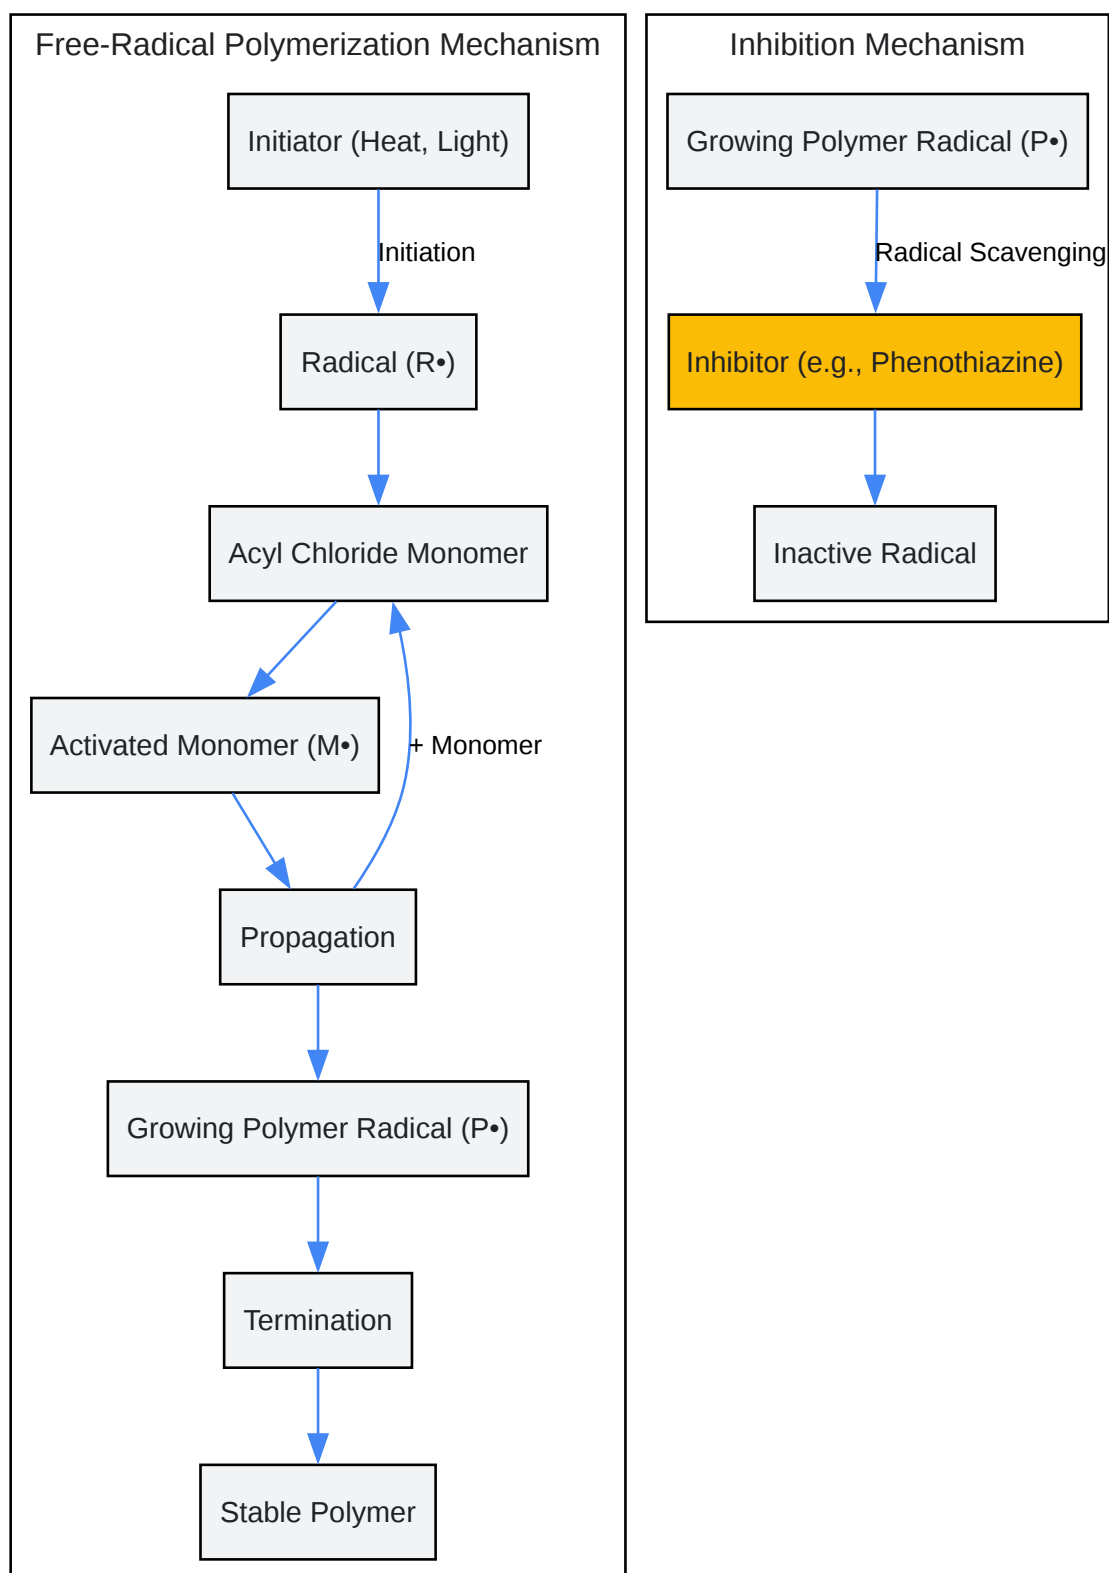 Free-Radical Polymerization Mechanism
Initiator (Heat, Light)
Initiation
Radical (R•)
Acyl Chloride Monomer
Activated Monomer (M•)
+ Monomer
Propagation
Growing Polymer Radical (P•)
Termination
Stable Polymer
Inhibition Mechanism
Growing Polymer Radical (P•)
Radical Scavenging
Inhibitor (e.g., Phenothiazine)
Inactive Radical